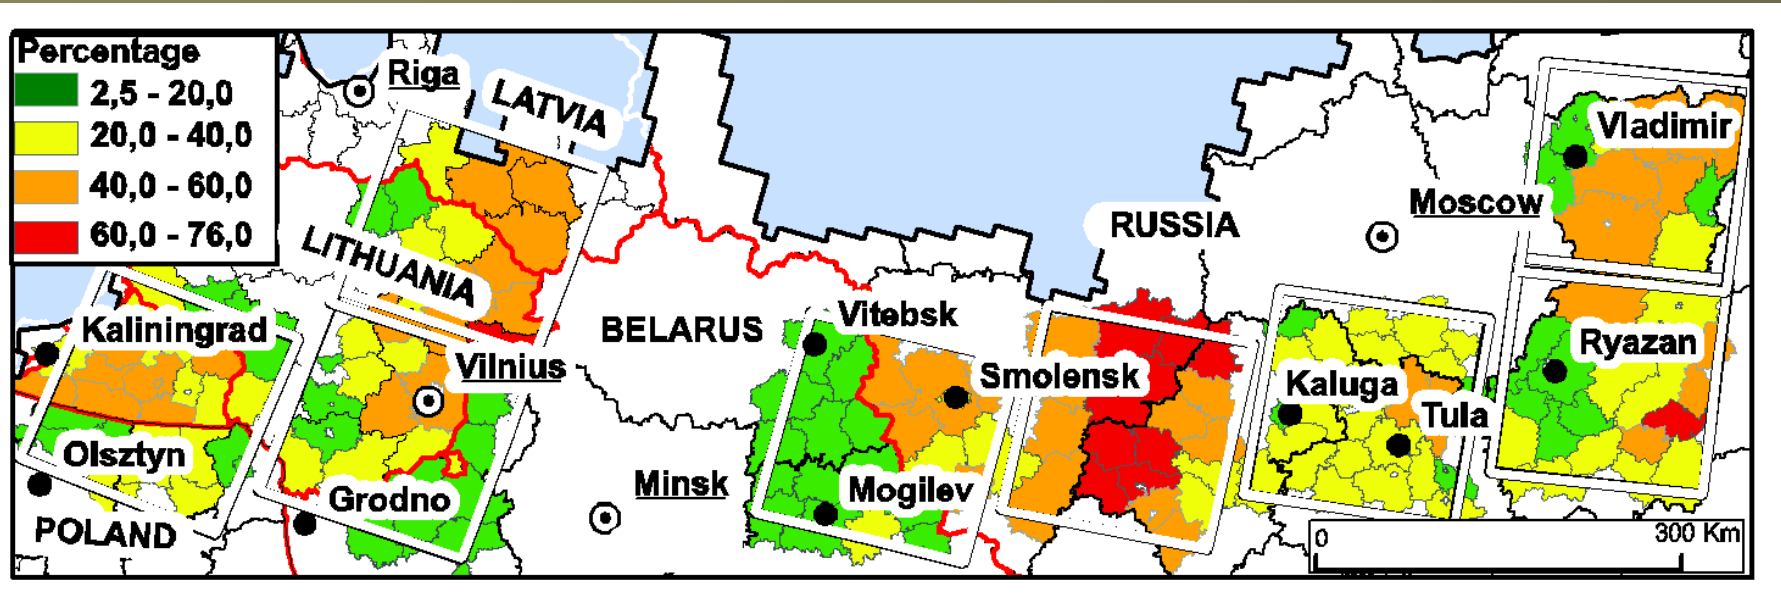 Percentage
2,5 - 20,0
20,0 - 40,0
40,0 - 60,0
60,0 - 76,0
Riga
LATVIA
LITHUANIA
Kaliningrad
Vilnius
Olsztyn
Grodno
POLAND
BELARUS
Minsk
Vitebsk
Mogilev
Smolensk
RUSSIA
Moscow
Vladimir
Kaluga
Tula
Ryazan
0
300 Km